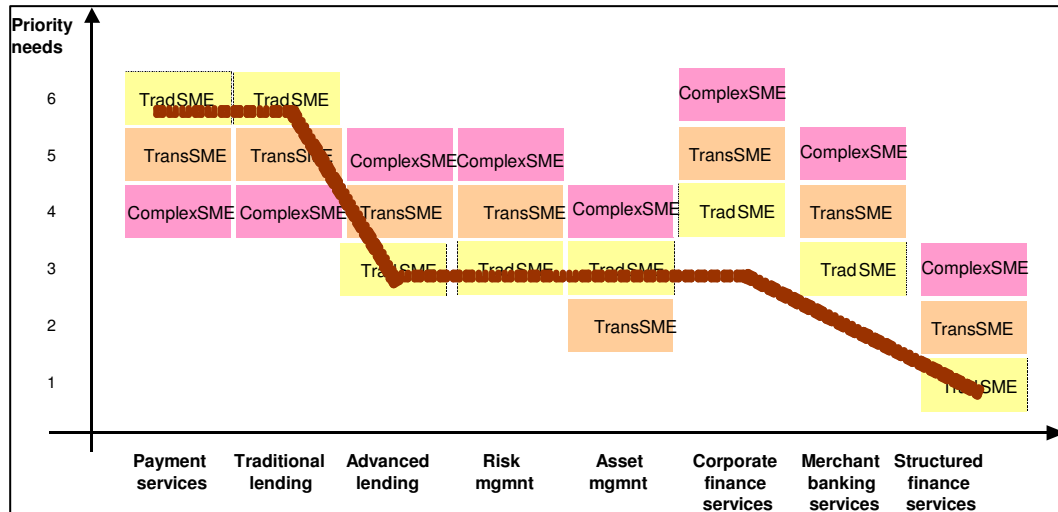 Priority
needs
6
TradSME
TradSME
ComplexSME
5
TransSME
TransSME
ComplexSME
ComplexSME
TransSME
ComplexSME
4
ComplexSME
ComplexSME
TransSME
TransSME
ComplexSME
TradSME
TransSME
3
TradSME
TradSME
TradSME
TradSME
ComplexSME
2
TransSME
TransSME
1
TradSME
Payment
services
Traditional
lending
Advanced
lending
Risk
mgmnt
Asset
mgmnt
Corporate
finance
services
Merchant
banking
services
Structured
finance
services